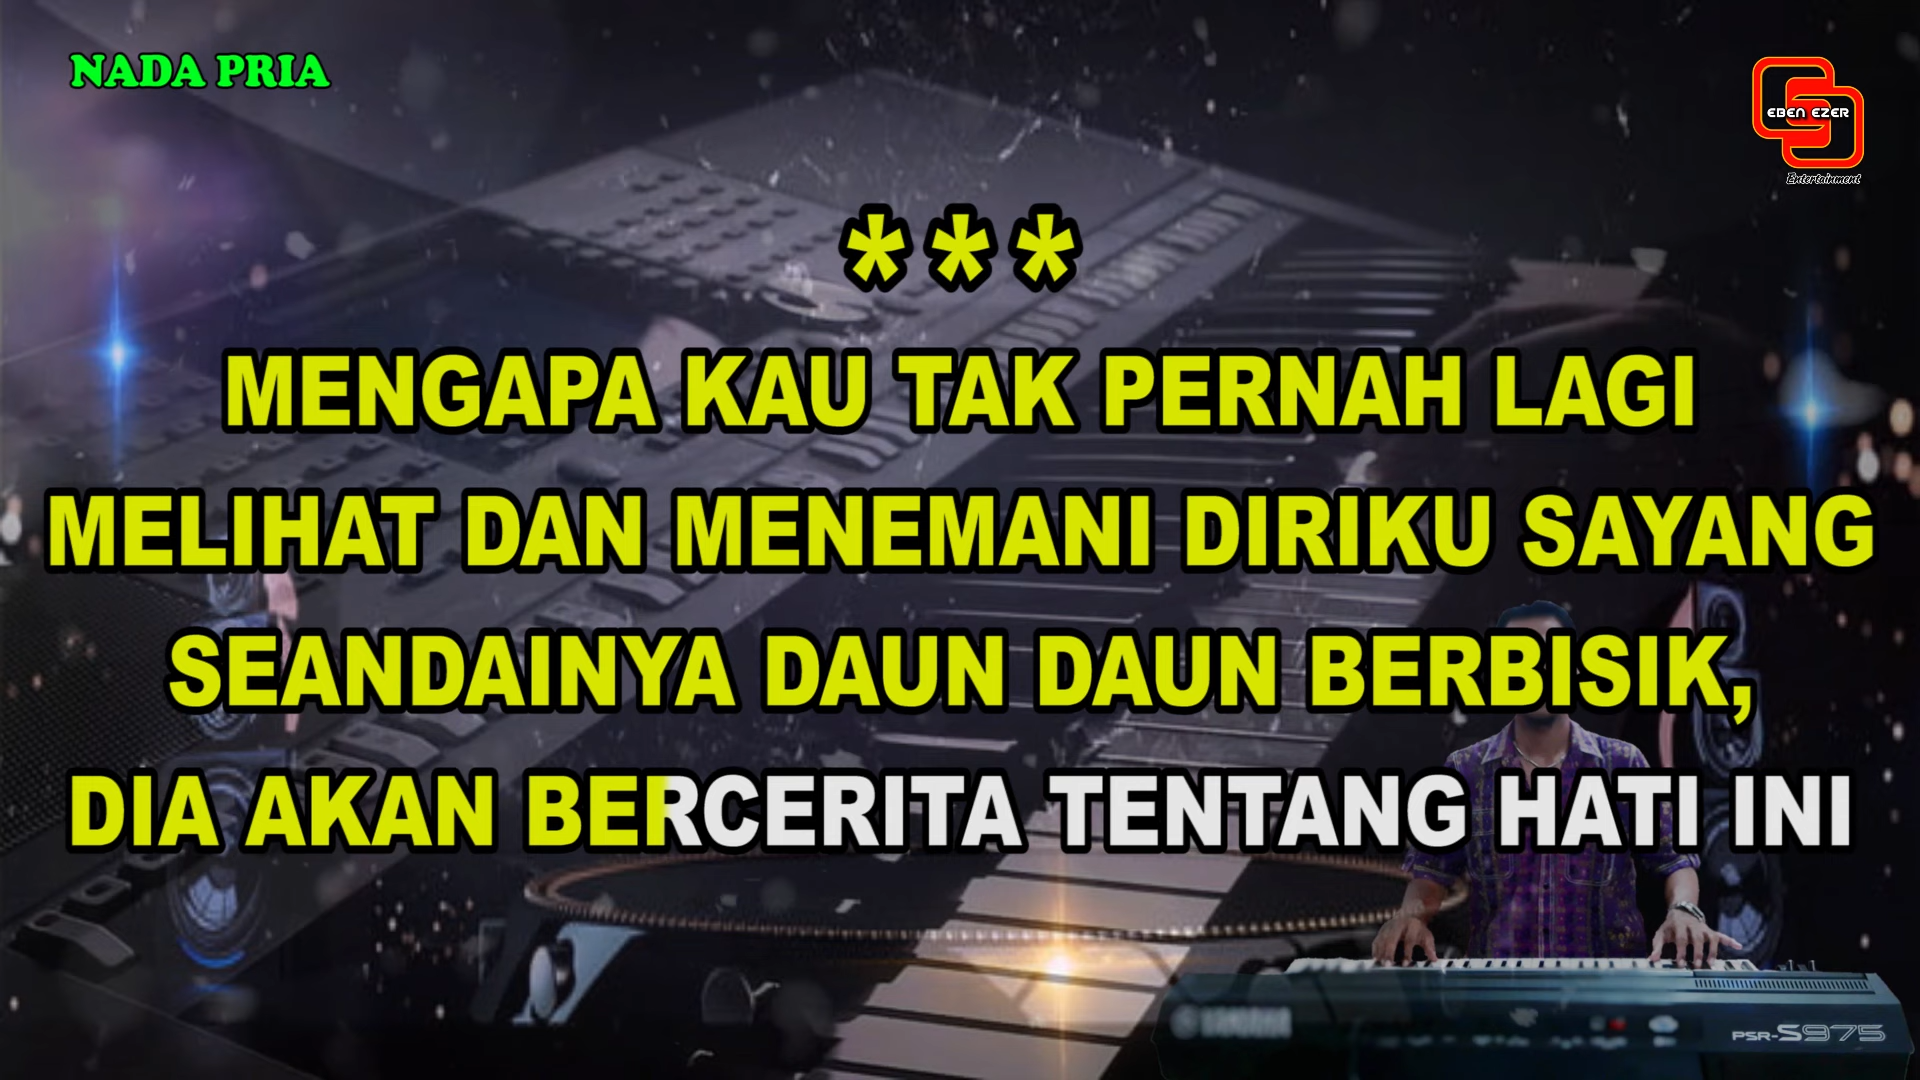 NADA PRIA
EBEN EZER
Entertainment
***
MENGAPA KAU TAK PERNAH LAGI
MELIHAT DAN MENEMANI DIRIKU SAYANG
SEANDAINYA DAUN DAUN BERBISIK,
DIA AKAN BERCERITA TENTANG HATI INI
PSR-S975